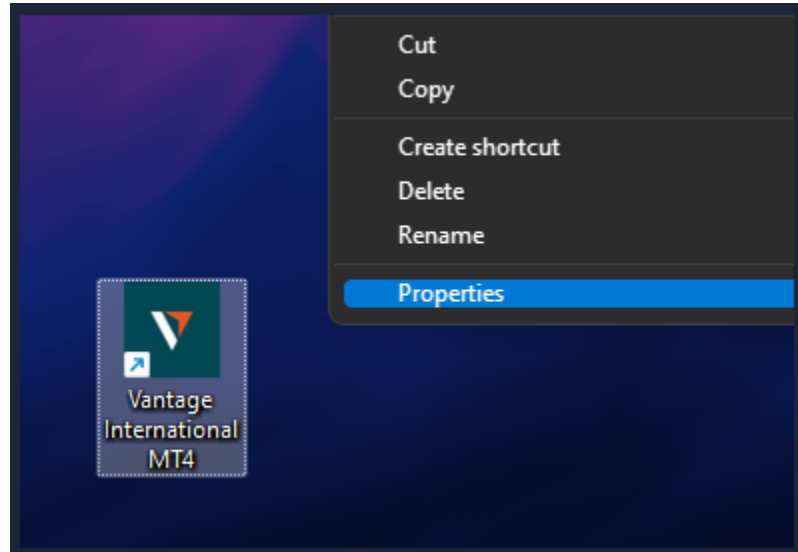 Cut
Copy
Create shortcut
Delete
Rename
Properties
Vantage
International
MT4